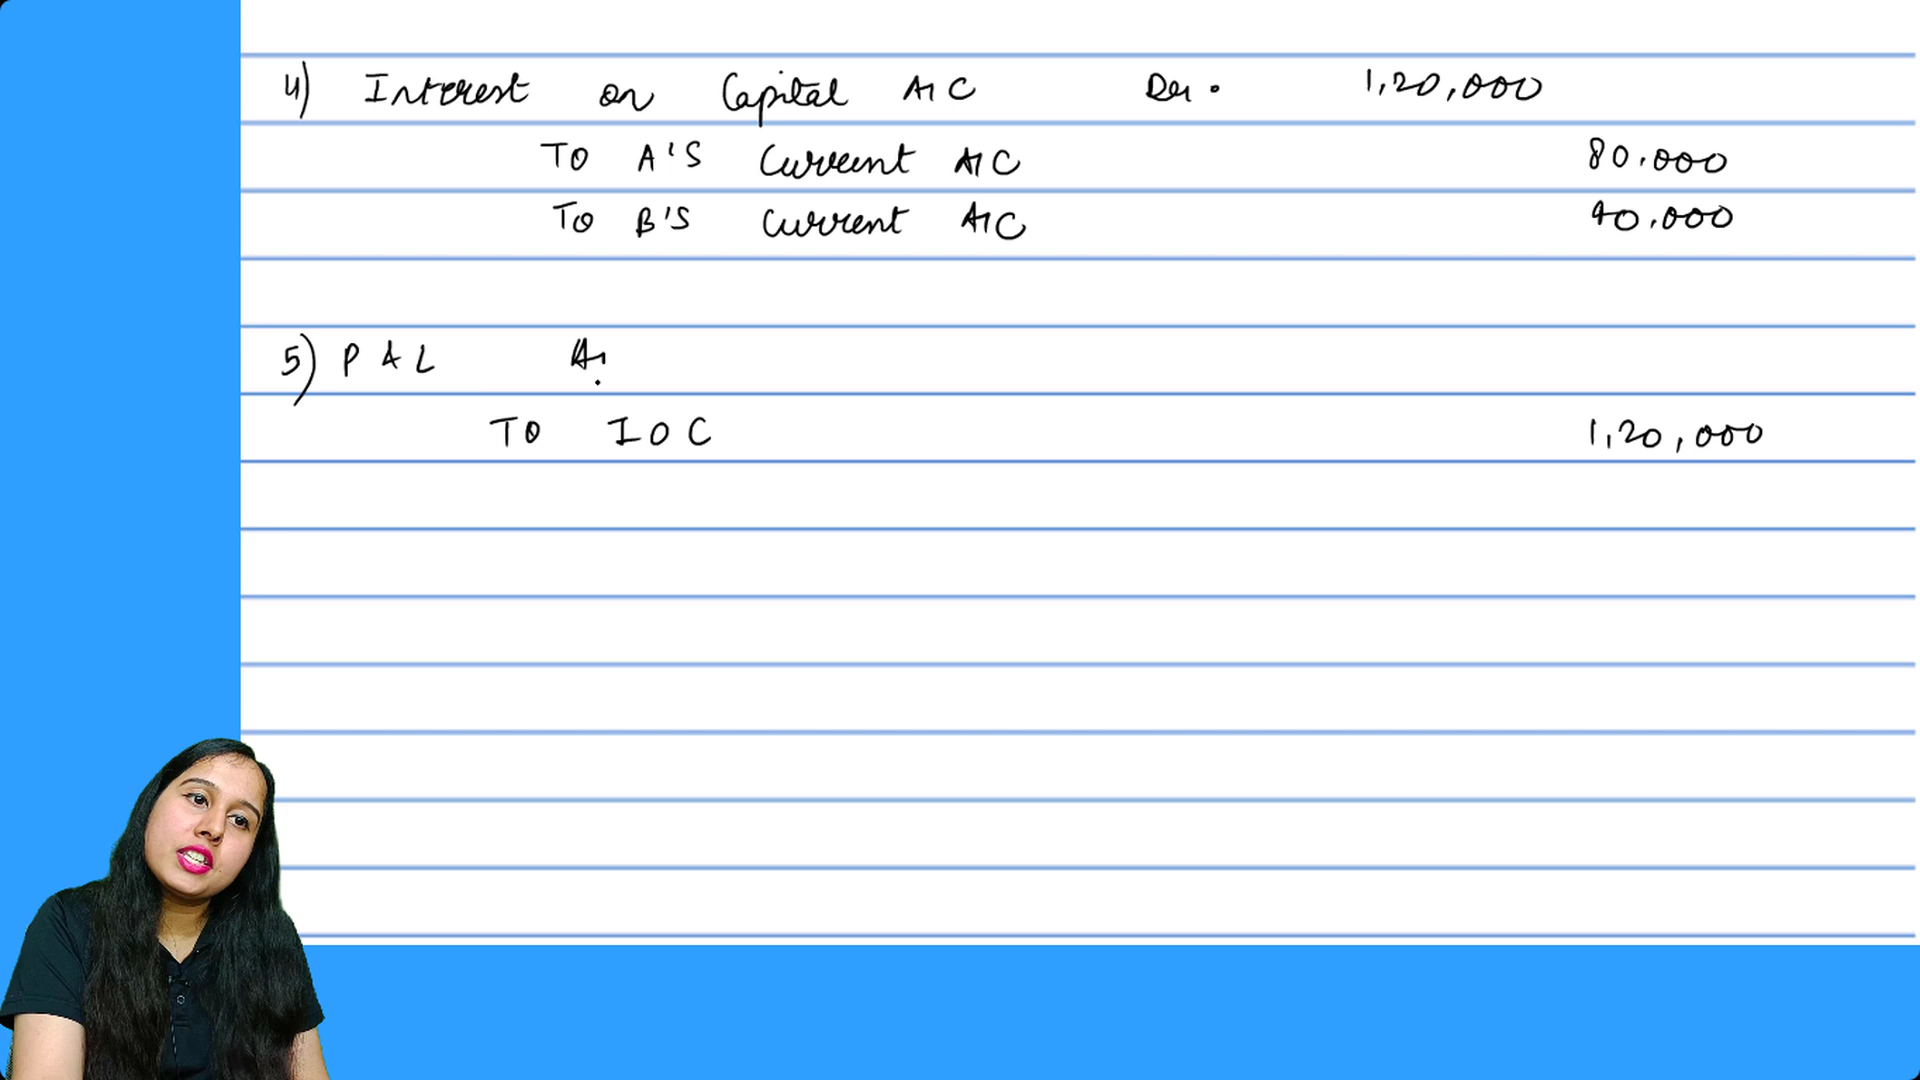 4) Interest on Capital A/C Dr. 1,20,000
TO A'S Current A/C 80,000
TO B'S Current A/C 40,000
5) P & L A/
TO I O C 1,20,000